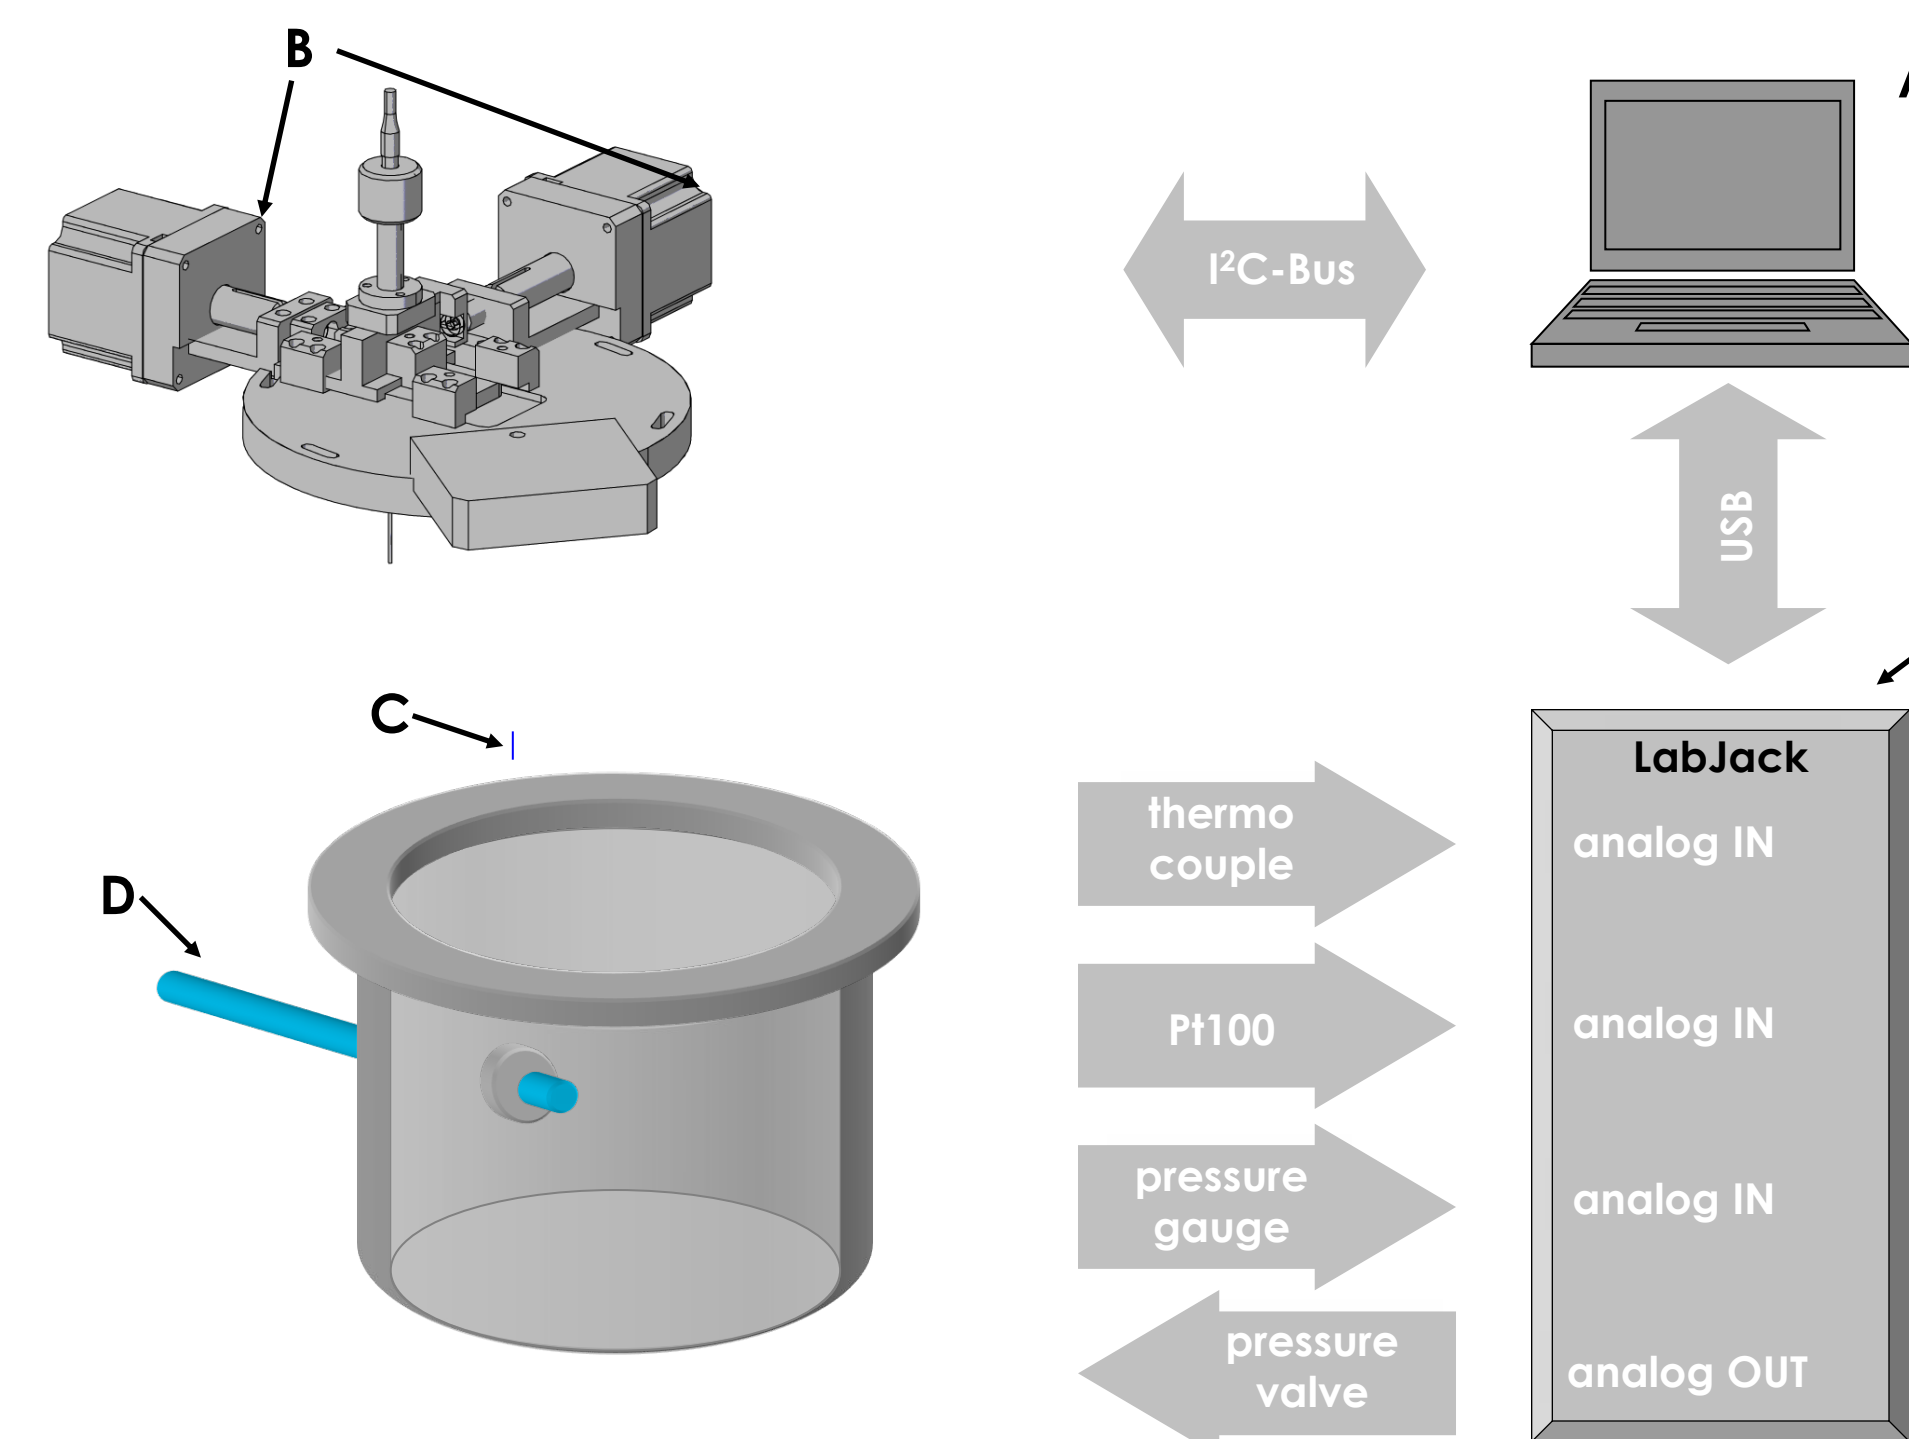 B
I²C-Bus
USB
C
D
LabJack
thermo
couple
analog IN
Pt100
analog IN
pressure
gauge
analog IN
pressure
valve
analog OUT